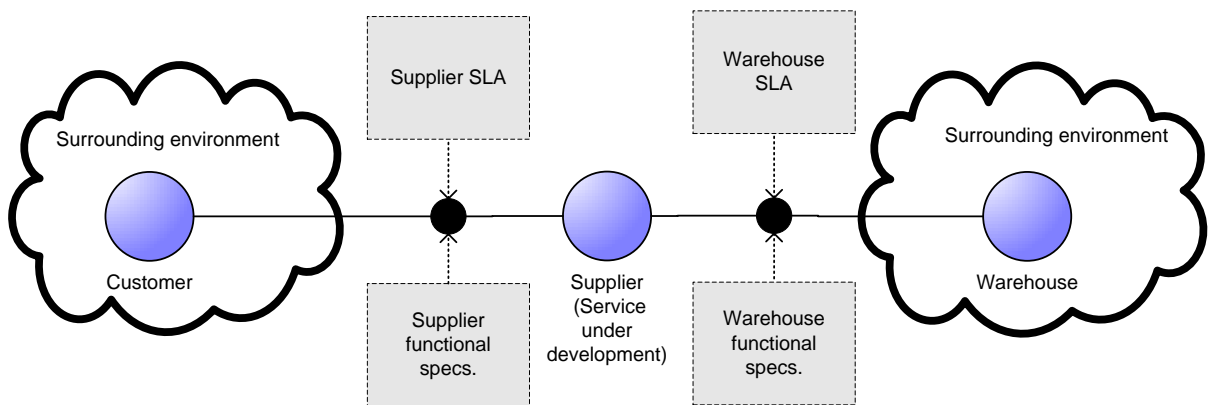 Supplier SLA
Warehouse
SLA
Surrounding environment
Surrounding environment
Customer
Supplier
(Service
under
development)
Warehouse
Supplier
functional
specs.
Warehouse
functional
specs.